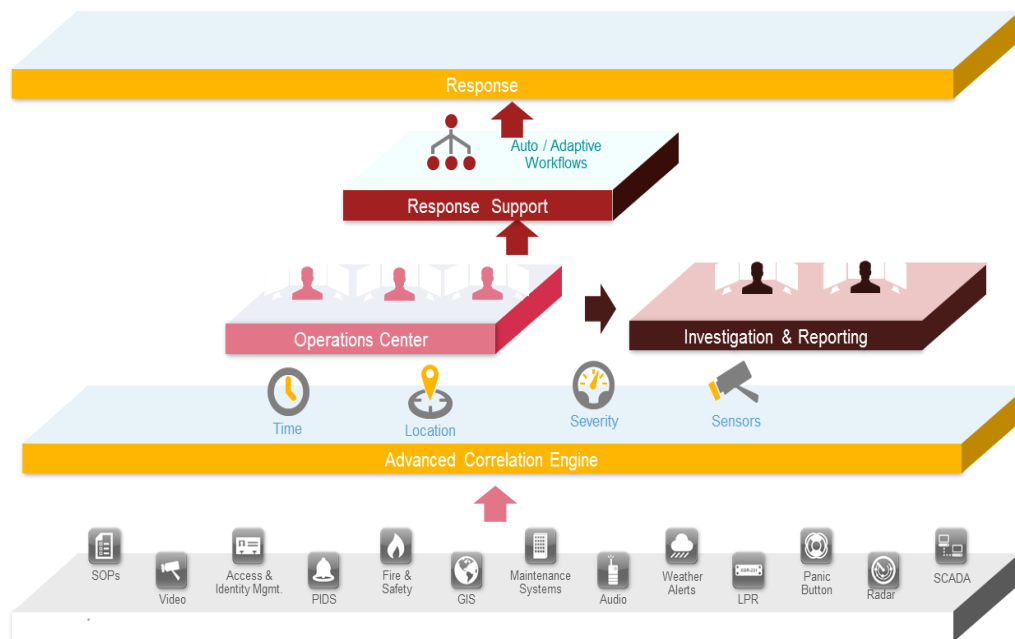 Response
Auto / Adaptive
Workflows
Response Support
Operations Center
Investigation & Reporting
Time
Location
Severity
Sensors
Advanced Correlation Engine
SOPs
Video
Access &
Identity Mgmt.
PIDS
Fire &
Safety
GIS
Maintenance
Systems
Audio
Weather
Alerts
LPR
Panic
Button
Radar
SCADA